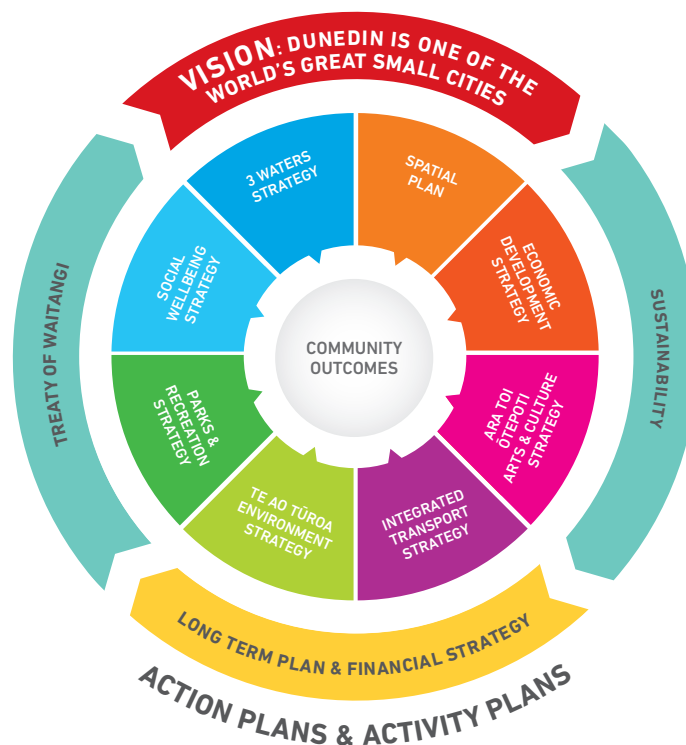 VISION: DUNEDIN IS ONE OF THE
WORLD'S GREAT SMALL CITIES
3 WATERS
STRATEGY
SPATIAL
PLAN
SOCIAL
WELLBEING
STRATEGY
ECONOMIC
DEVELOPMENT
STRATEGY
TREATY OF WAITANGI
COMMUNITY
OUTCOMES
SUSTAINABILITY
PARKS &
RECREATION
STRATEGY
ARA TOI
ŌTEPOTI
ARTS & CULTURE
STRATEGY
TE AO TŪROA
ENVIRONMENT
STRATEGY
INTEGRATED
TRANSPORT
STRATEGY
LONG TERM PLAN & FINANCIAL STRATEGY
ACTION PLANS & ACTIVITY PLANS